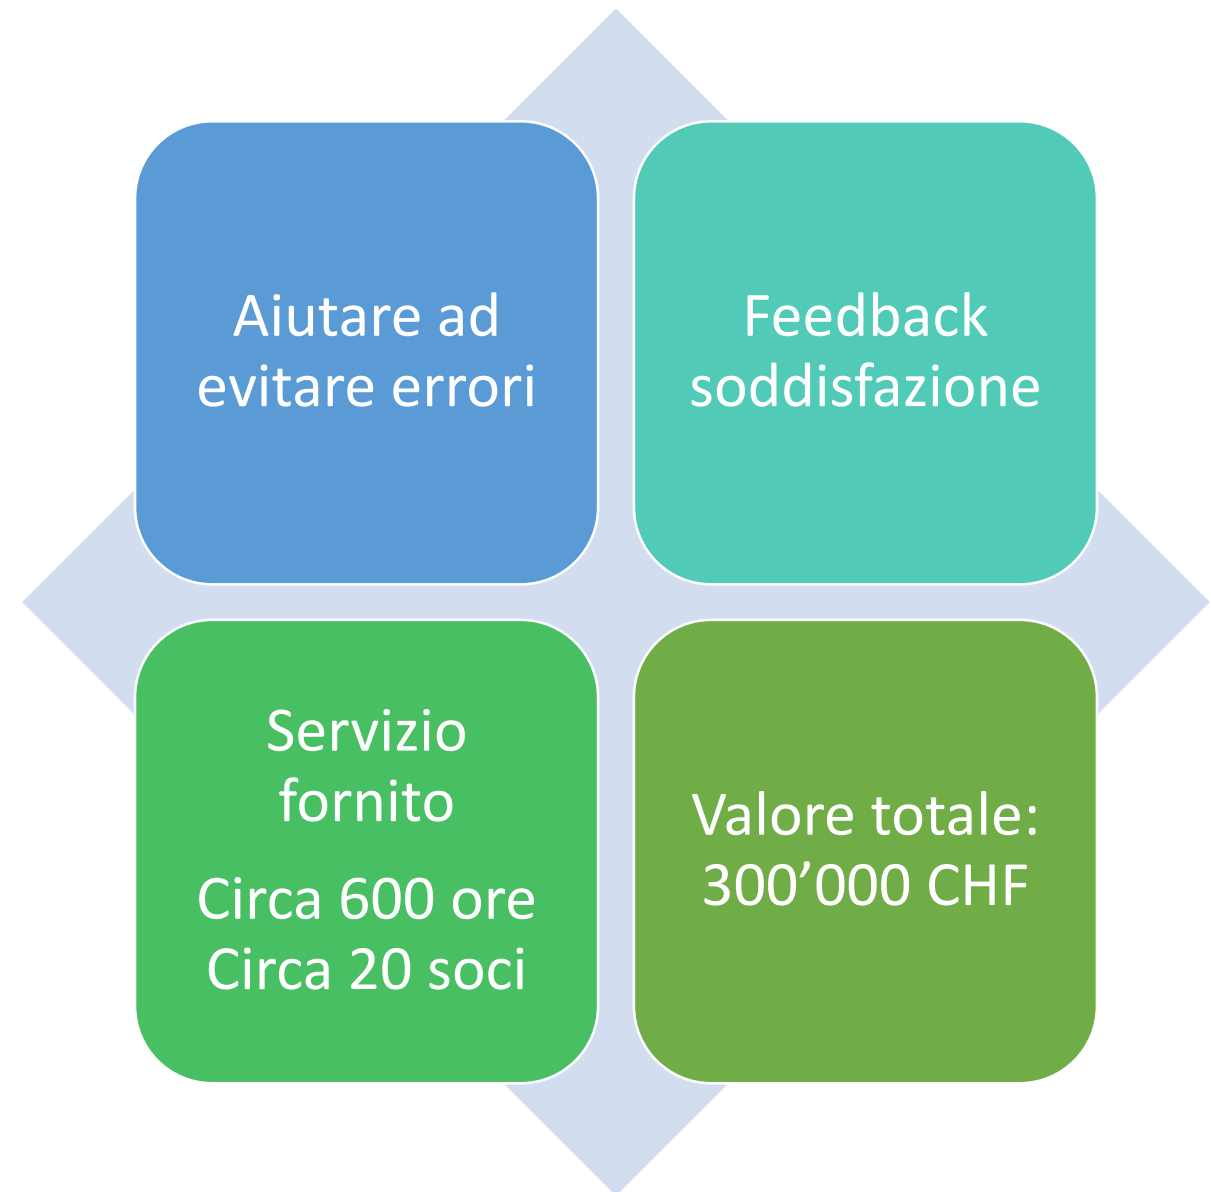 Aiutare ad
evitare errori
Feedback
soddisfazione
Servizio
fornito
Circa 600 ore
Circa 20 soci
Valore totale:
300’000 CHF